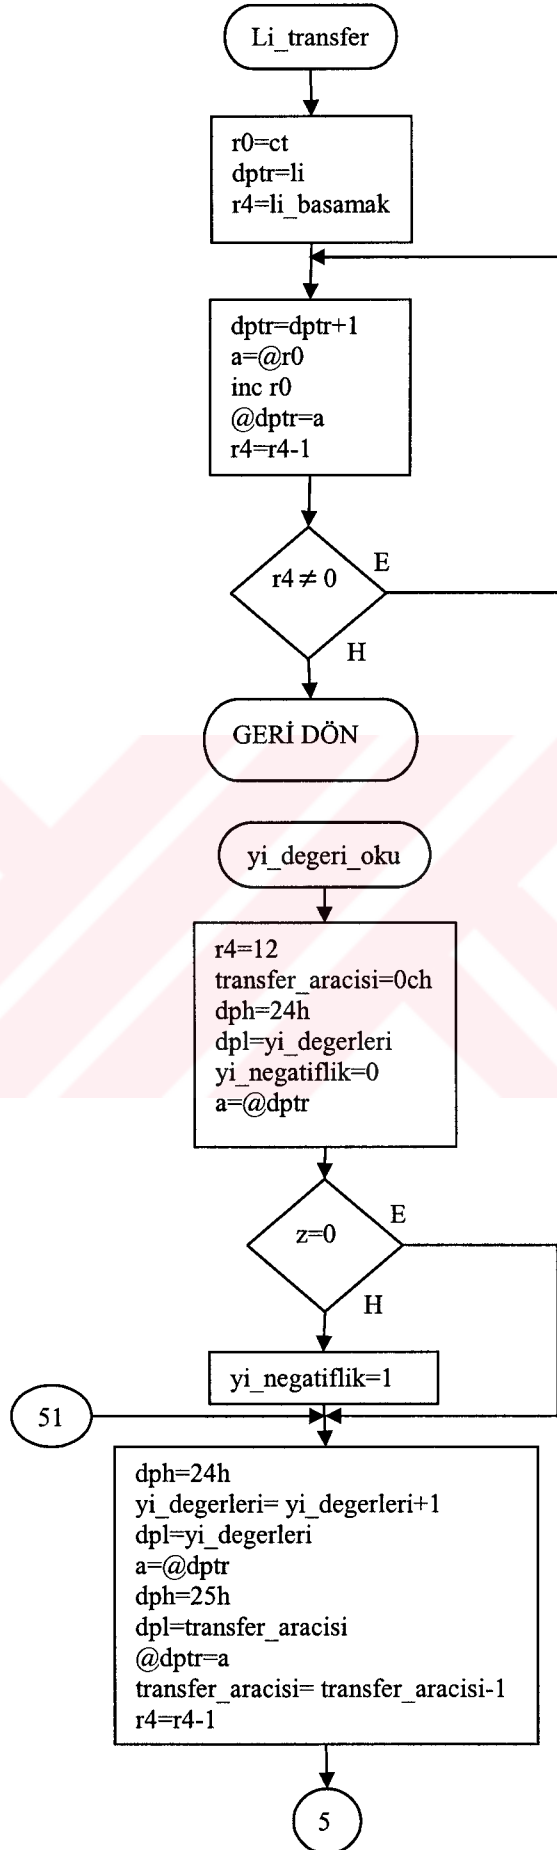 Li_transfer
r0=ct
dptr=li
r4=li_basamak
dptr=dptr+1
a=@r0
inc r0
@dptr=a
r4=r4-1
E
r4 ≠ 0
H
GERİ DÖN
yi_degeri_oku
r4=12
transfer_aracisi=0ch
dph=24h
dpl=yi_degerleri
yi_negatiflik=0
a=@dptr
E
z=0
H
yi_negatiflik=1
51
dph=24h
yi_degerleri= yi_degerleri+1
dpl=yi_degerleri
a=@dptr
dph=25h
dpl=transfer_aracisi
@dptr=a
transfer_aracisi= transfer_aracisi-1
r4=r4-1
5